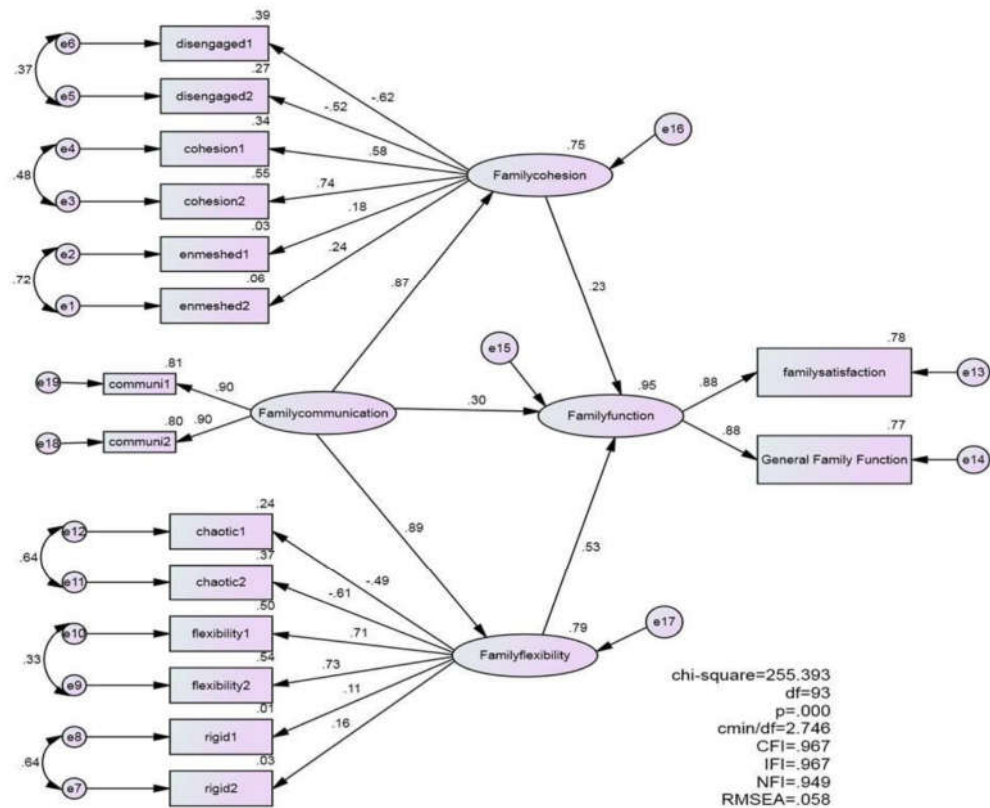 .39
e6
disengaged1
.37
.27
e5
disengaged2
-.62
-.52
.34
e4
cohesion1
.58
.48
.55
e3
cohesion2
.74
.03
e2
enmeshed1
.18
.72
.06
e1
enmeshed2
.24
.75
Familycohesion
e16
.87
.23
e15
.81
e19
communi1
.90
.80
e18
communi2
.90
Familycommunication
.30
.95
Familyfunction
.78
.88
familysatisfaction
e13
.77
.88
General Family Function
e14
.89
.53
.24
e12
chaotic1
.64
.37
e11
chaotic2
-.49
-.61
.50
e10
flexibility1
.71
.33
.54
e9
flexibility2
.73
.01
e8
rigid1
.11
.64
.03
e7
rigid2
.16
.79
Familyflexibility
e17
chi-square=255.393
df=93
p=.000
cmin/df=2.746
CFI=.967
IFI=.967
NFI=.949
RMSEA=.058